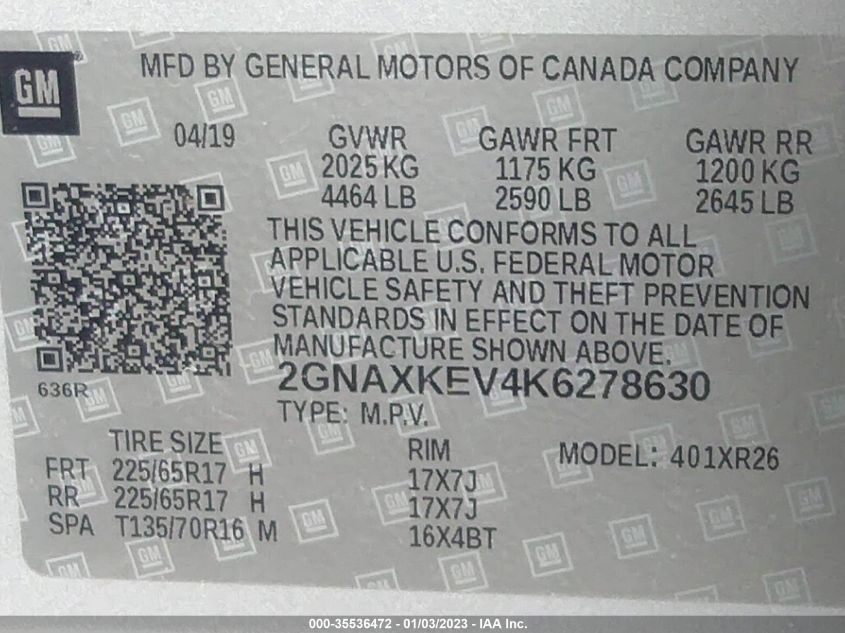 GM
MFD BY GENERAL MOTORS OF CANADA COMPANY
04/19 GVWR GAWR FRT GAWR RR
2025 KG 1175 KG 1200 KG
4464 LB 2590 LB 2645 LB
THIS VEHICLE CONFORMS TO ALL
APPLICABLE U.S. FEDERAL MOTOR
VEHICLE SAFETY AND THEFT PREVENTION
STANDARDS IN EFFECT ON THE DATE OF
MANUFACTURE SHOWN ABOVE.
636R 2GNAXKEV4K6278630
TYPE: M.P.V.
TIRE SIZE RIM MODEL: 401XR26
FRT 225/65R17 H 17X7J
RR 225/65R17 H 17X7J
SPA T135/70R16 M 16X4BT
000-35536472 - 01/03/2023 - IAA Inc.